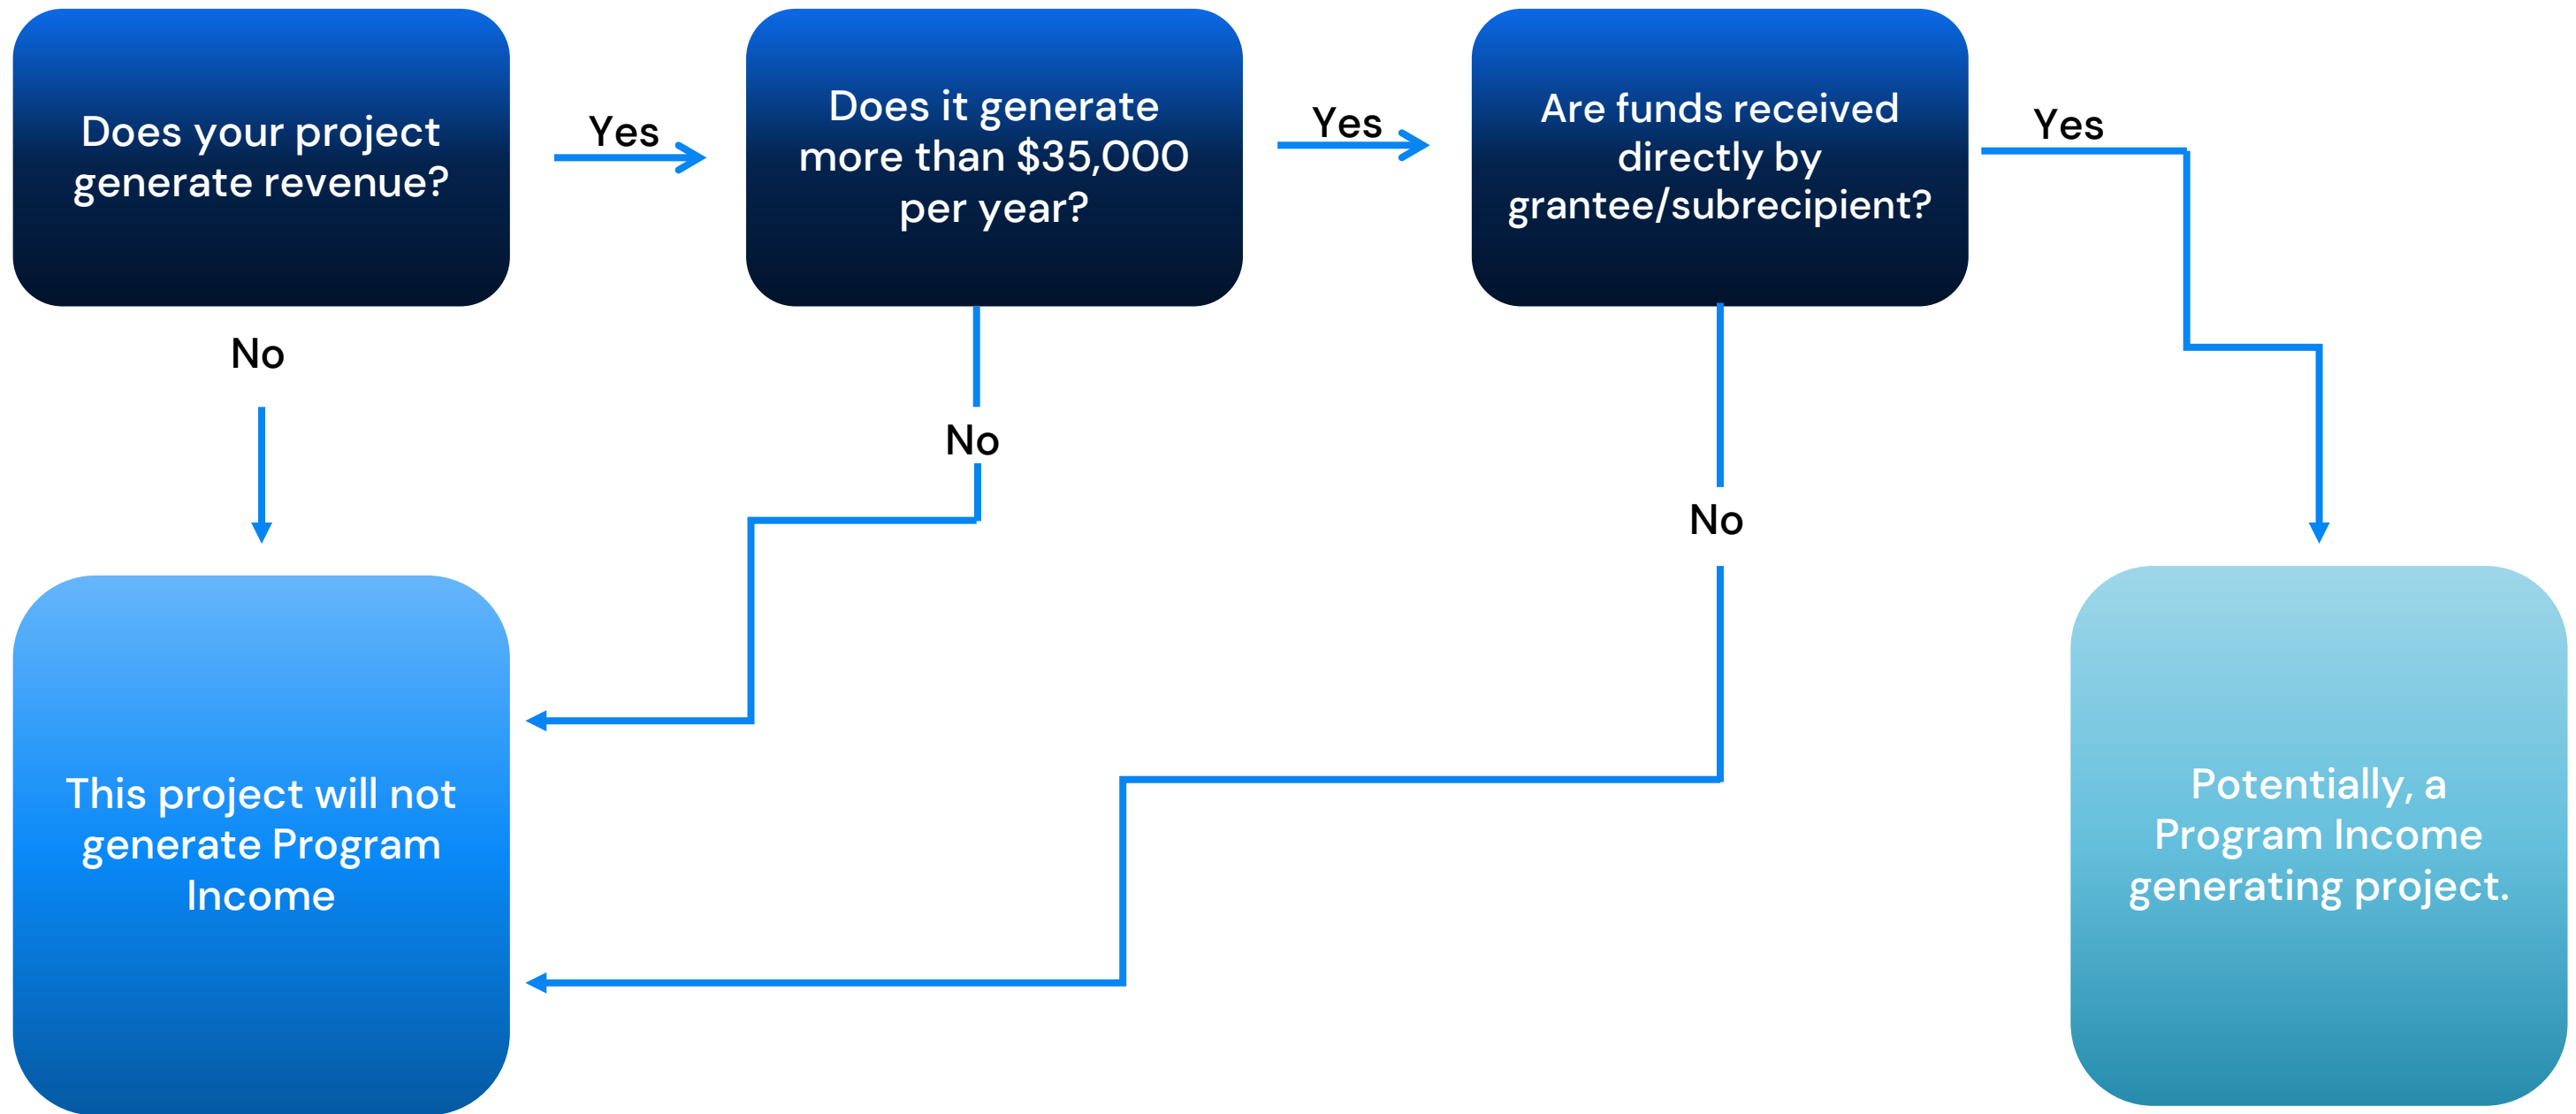 Does your project
generate revenue?
Yes
Does it generate
more than $35,000
per year?
Yes
Are funds received
directly by
grantee/subrecipient?
Yes
No
No
No
This project will not
generate Program
Income
Potentially, a
Program Income
generating project.